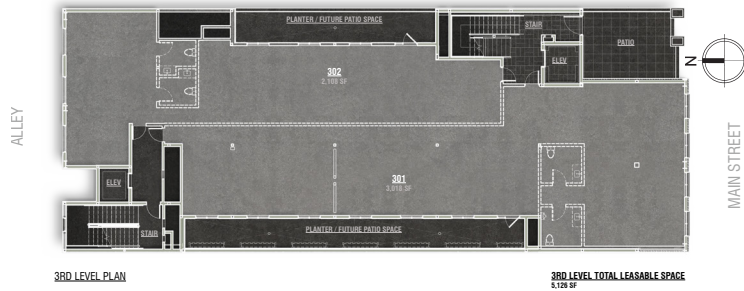 PLANTER / FUTURE PATIO SPACE
STAIR
PATIO
ELEV
N
302
2,108 SF
ALLEY
MAIN STREET
301
3,018 SF
ELEV
STAIR
PLANTER / FUTURE PATIO SPACE
3RD LEVEL PLAN
3RD LEVEL TOTAL LEASABLE SPACE
5,126 SF